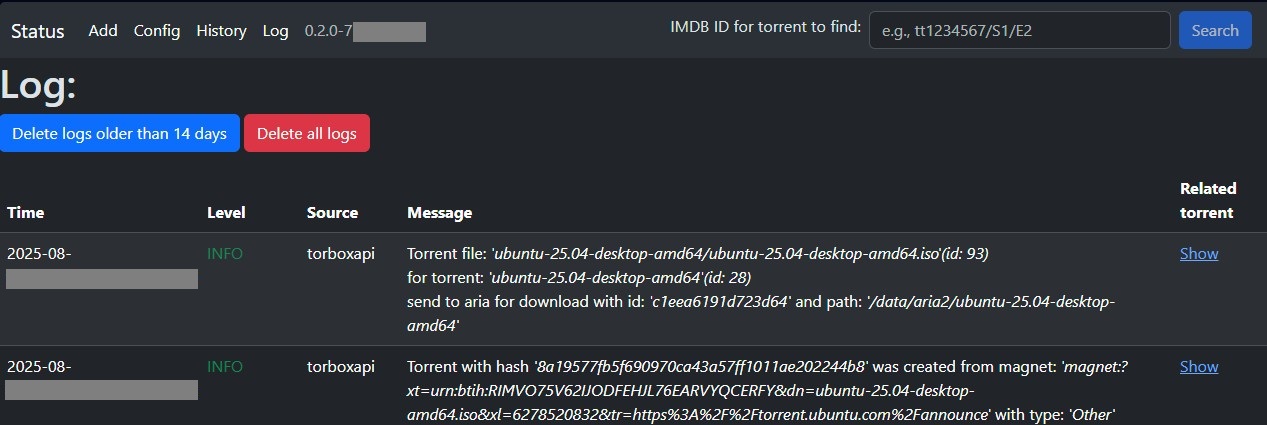 Status Add Config History Log 0.2.0-7 IMDB ID for torrent to find: e.g., tt1234567/S1/E2 Search
Log:
Delete logs older than 14 days Delete all logs
Time Level Source Message Related torrent
2025-08- INFO torboxapi Torrent file: 'ubuntu-25.04-desktop-amd64/ubuntu-25.04-desktop-amd64.iso'(id: 93) Show
for torrent: 'ubuntu-25.04-desktop-amd64'(id: 28)
send to aria for download with id: 'c1eea6191d723d64' and path: '/data/aria2/ubuntu-25.04-desktop-
amd64'
2025-08- INFO torboxapi Torrent with hash '8a19577fb5f690970ca43a57ff1011ae202244b8' was created from magnet: 'magnet:? Show
xt=urn:btih:RIMVO75V62IJODFEHJL76EARVYQCERFY&dn=ubuntu-25.04-desktop-
amd64.iso&xl=6278520832&tr=https%3A%2F%2Ftorrent.ubuntu.com%2Fannounce' with type: 'Other'